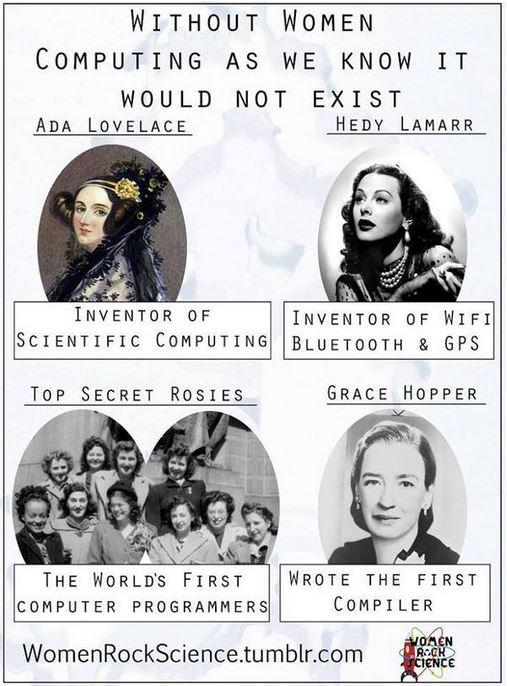 Without Women
Computing as we know it
would not exist
Ada Lovelace
Hedy Lamarr
Inventor of
Scientific Computing
Inventor of Wifi
Bluetooth & GPS
Top Secret Rosies
Grace Hopper
The World's First
computer programmers
Wrote the first
Compiler
WomenRockScience.tumblr.com
Women
Rock
Science